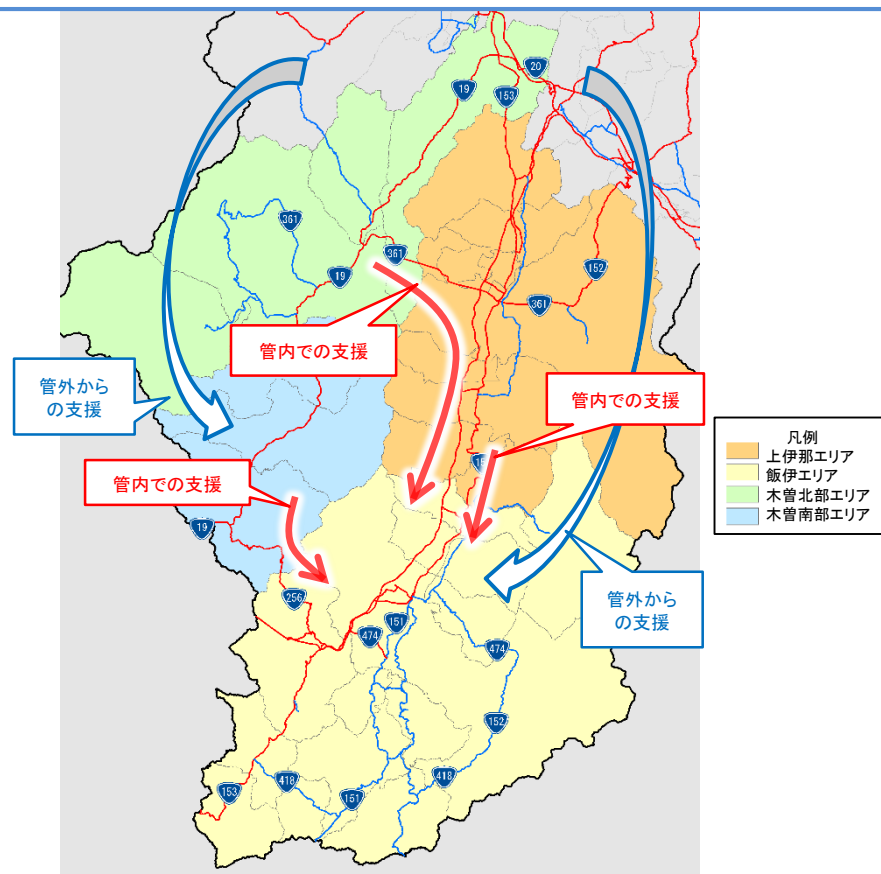 20
19
153
361
361
152
19
361
管内での支援
管外から
の支援
管内での支援
凡例
上伊那エリア
飯伊エリア
木曽北部エリア
木曽南部エリア
管内での支援
19
256
管外から
の支援
151
474
474
152
418
418
153
151